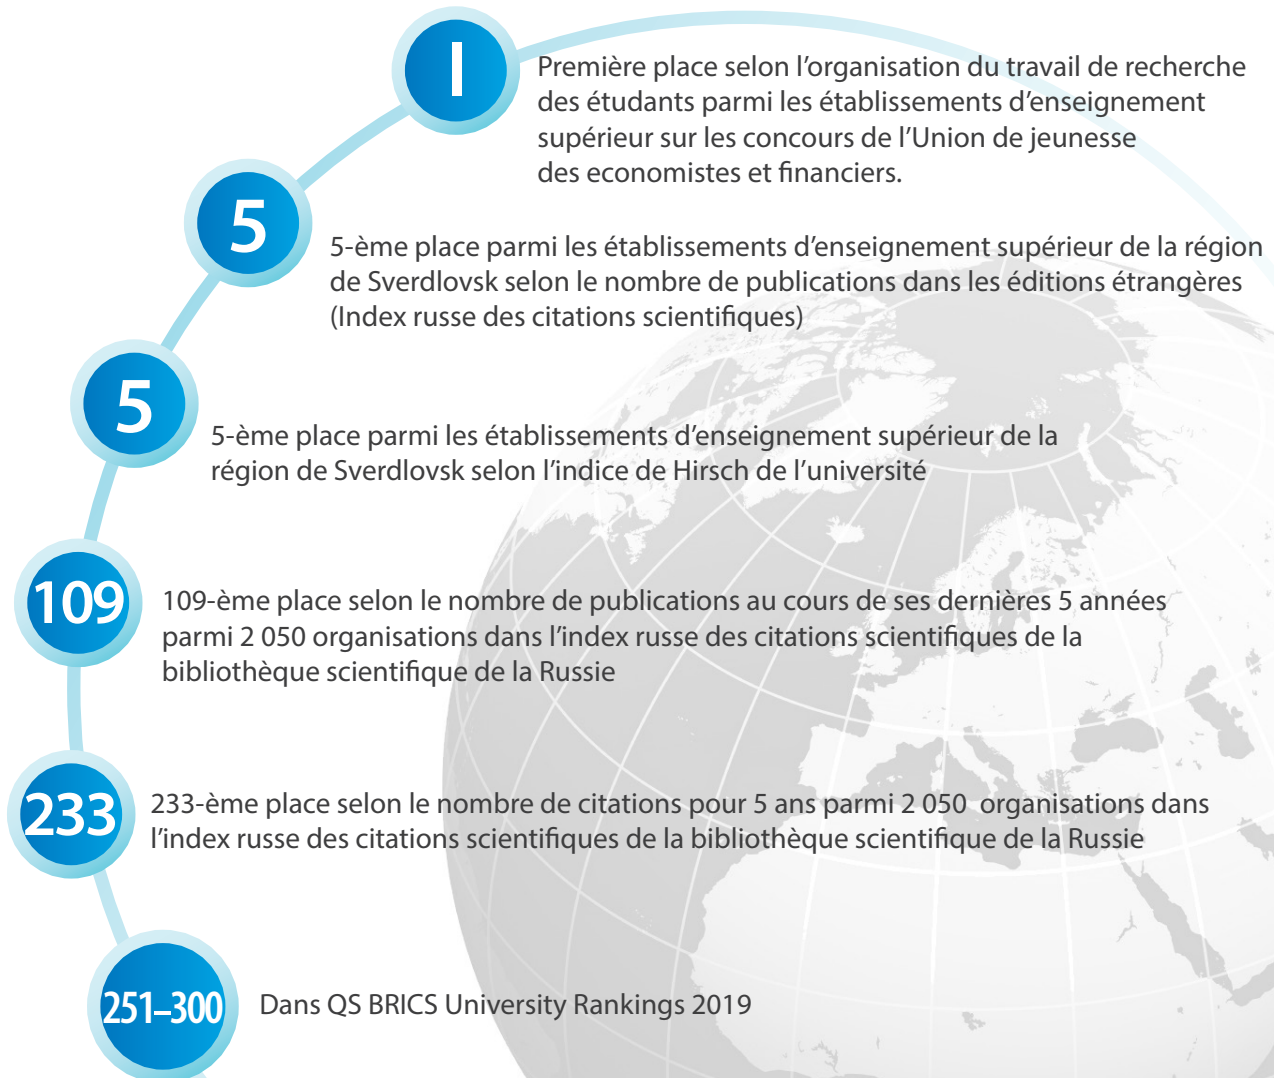 I
Première place selon l'organisation du travail de recherche
des étudants parmi les établissements d'enseignement
supérieur sur les concours de l'Union de jeunesse
des economistes et financiers.
5
5-ème place parmi les établissements d'enseignement supérieur de la région
de Sverdlovsk selon le nombre de publications dans les éditions étrangères
(Index russe des citations scientifiques)
5
5-ème place parmi les établissements d'enseignement supérieur de la
région de Sverdlovsk selon l'indice de Hirsch de l'université
109
109-ème place selon le nombre de publications au cours de ses dernières 5 années
parmi 2 050 organisations dans l'index russe des citations scientifiques de la
bibliothèque scientifique de la Russie
233
233-ème place selon le nombre de citations pour 5 ans parmi 2 050 organisations dans
l'index russe des citations scientifiques de la bibliothèque scientifique de la Russie
251–300
Dans QS BRICS University Rankings 2019